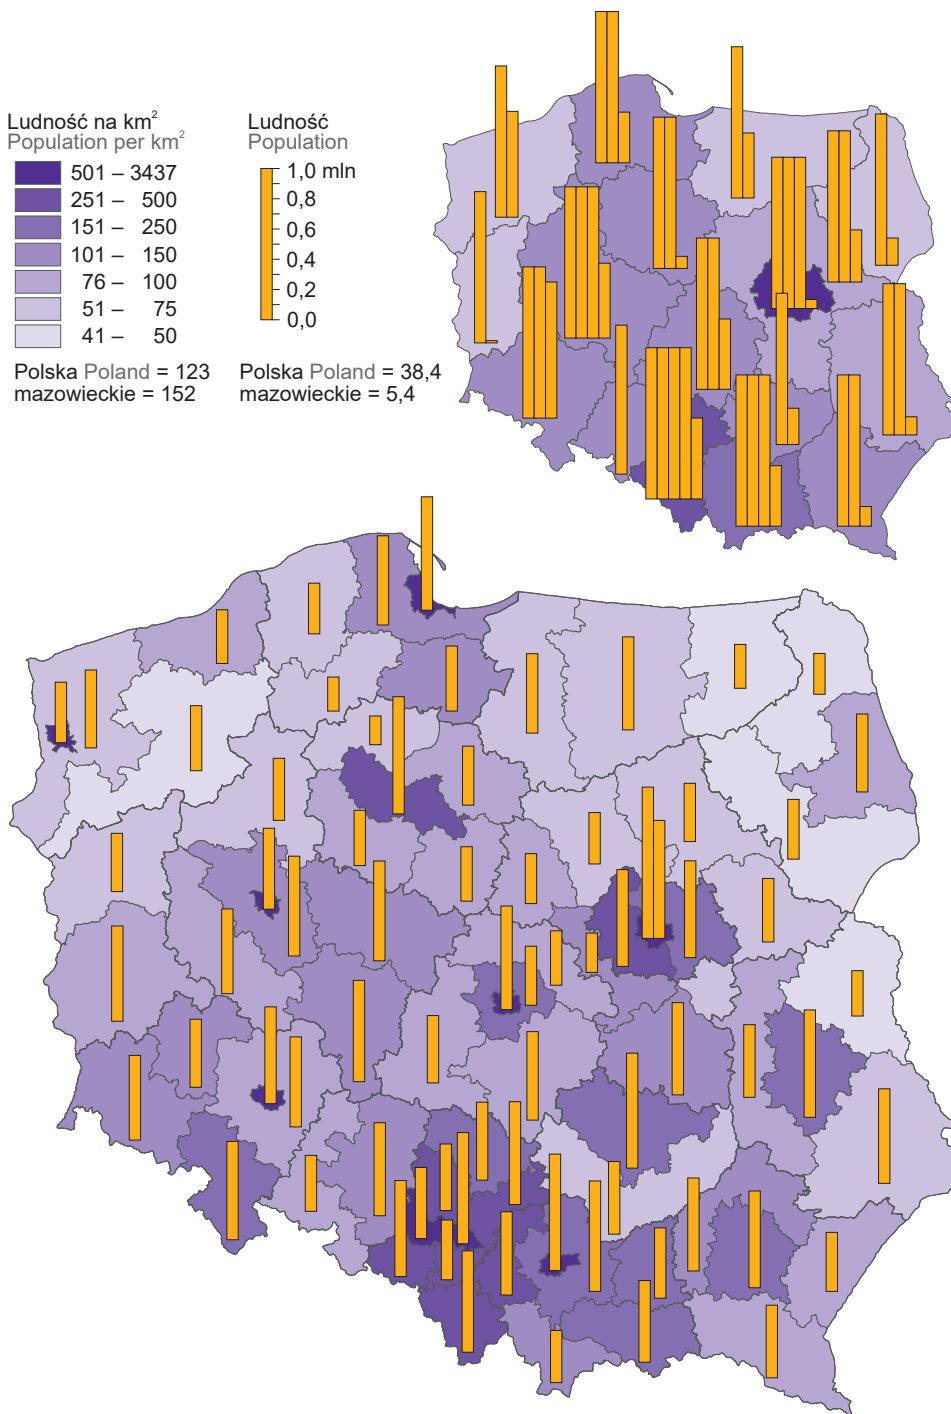 Ludność na km²
Population per km²
501 – 3437
251 – 500
151 – 250
101 – 150
76 – 100
51 – 75
41 – 50
Polska Poland = 123
mazowieckie = 152
Ludność
Population
1,0 mln
0,8
0,6
0,4
0,2
0,0
Polska Poland = 38,4
mazowieckie = 5,4